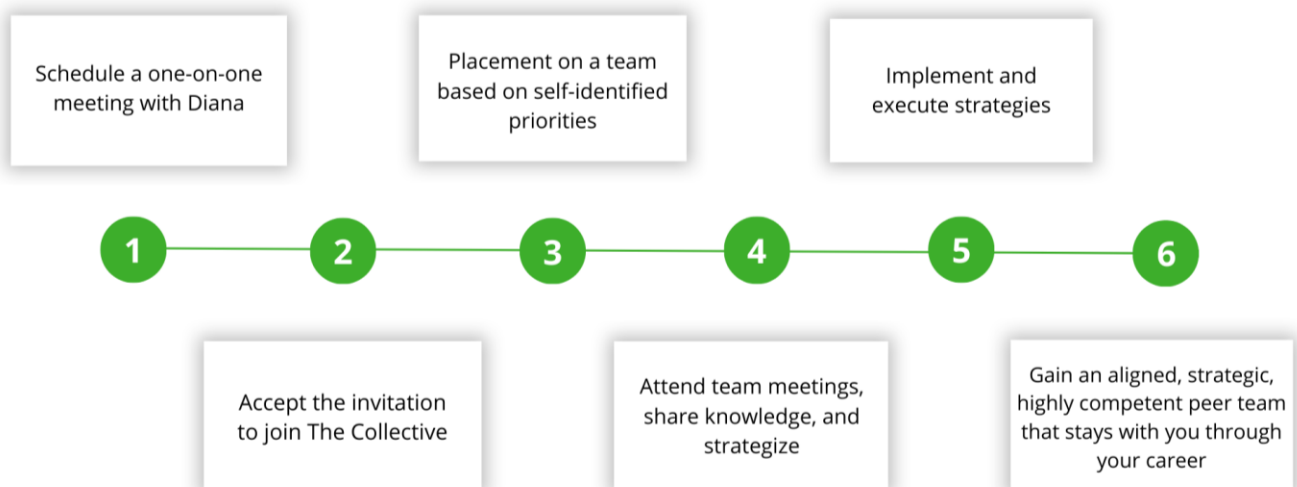 Schedule a one-on-one
meeting with Diana
Placement on a team
based on self-identified
priorities
Implement and
execute strategies
1
2
3
4
5
6
Accept the invitation
to join The Collective
Attend team meetings,
share knowledge, and
strategize
Gain an aligned, strategic,
highly competent peer team
that stays with you through
your career